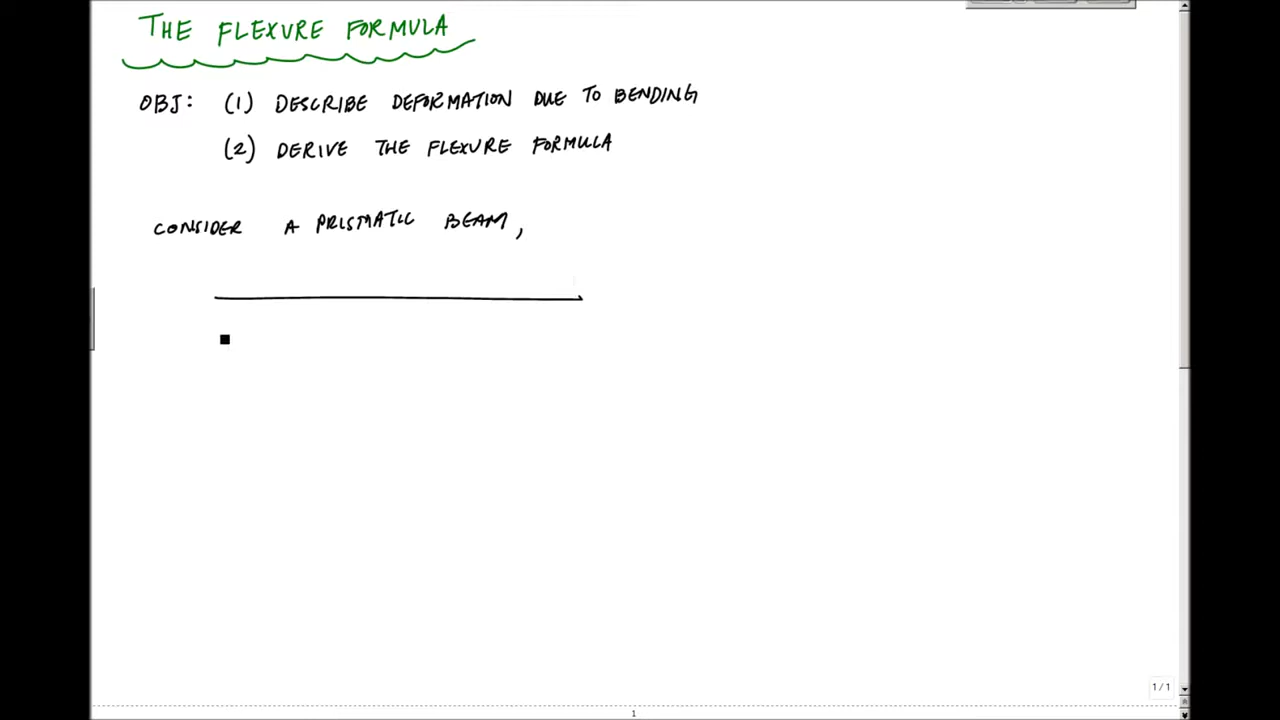 THE FLEXURE FORMULA
OBJ: (1) DESCRIBE DEFORMATION DUE TO BENDING
(2) DERIVE THE FLEXURE FORMULA
CONSIDER A PRISMATIC BEAM,
1/1
1